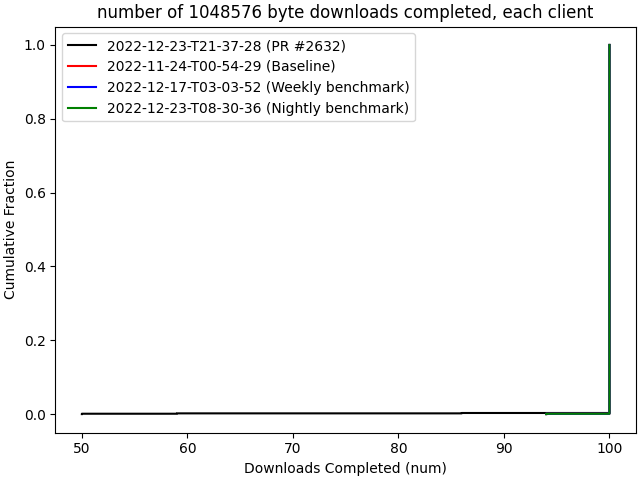 number of 1048576 byte downloads completed, each client
2022-12-23-T21-37-28 (PR #2632)
2022-11-24-T00-54-29 (Baseline)
2022-12-17-T03-03-52 (Weekly benchmark)
2022-12-23-T08-30-36 (Nightly benchmark)
Cumulative Fraction
1.0
0.8
0.6
0.4
0.2
0.0
50 60 70 80 90 100
Downloads Completed (num)